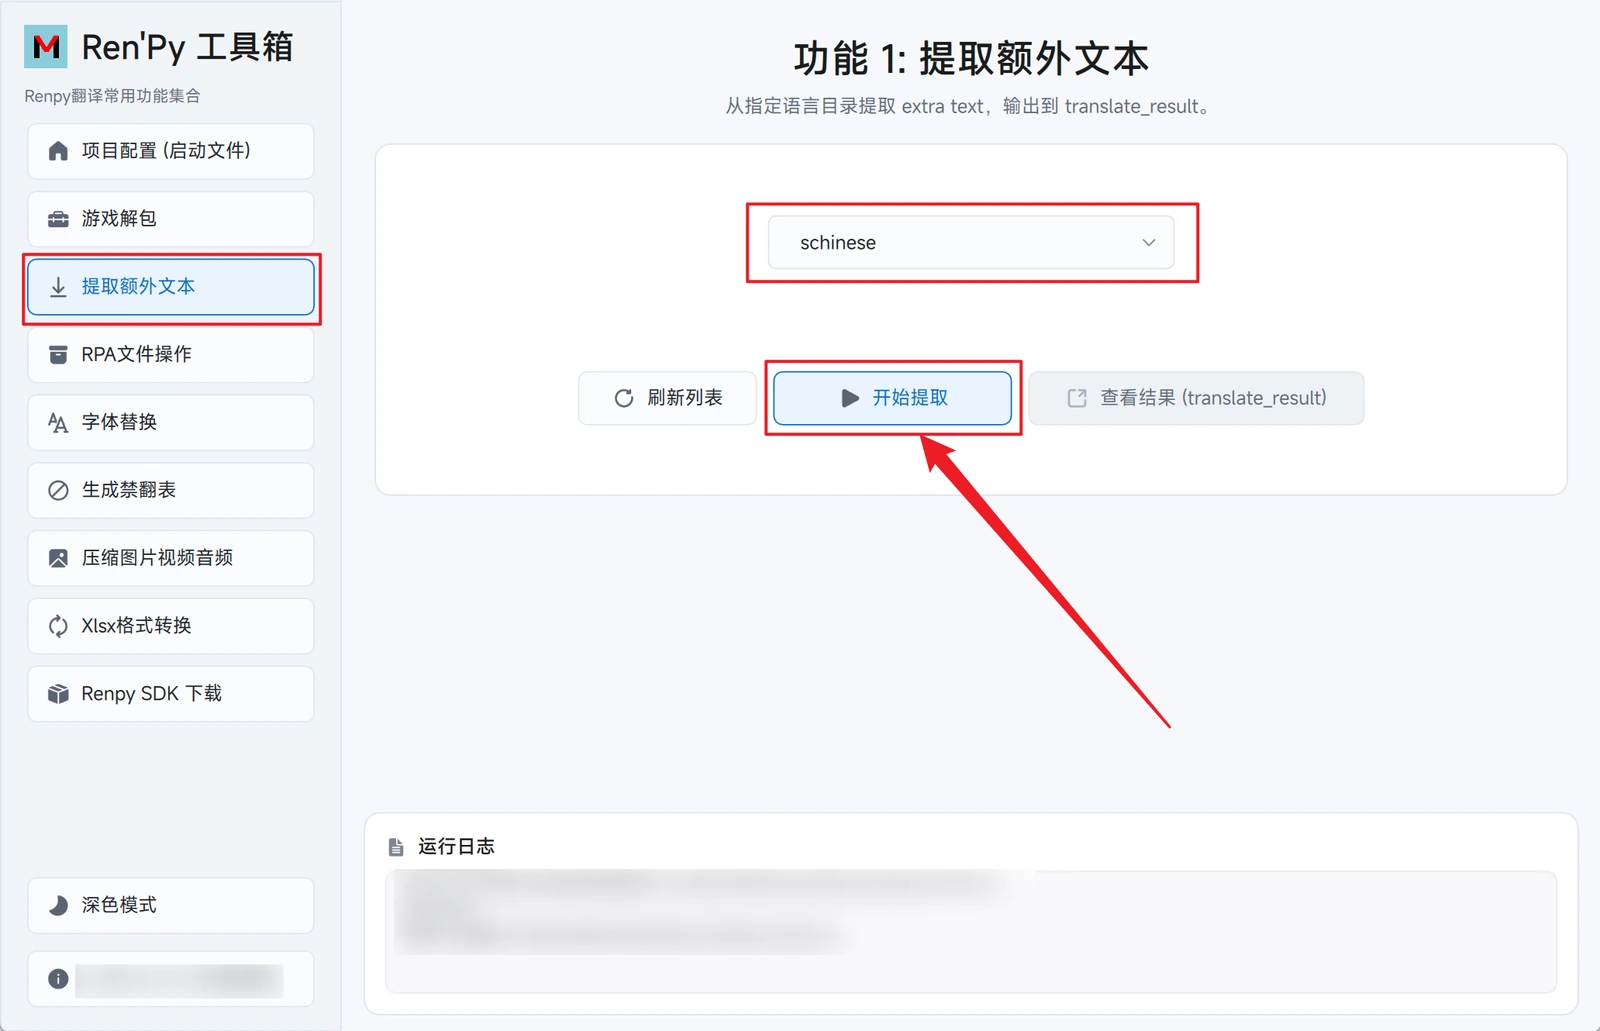 Ren'Py 工具箱
Renpy翻译常用功能集合
项目配置 (启动文件)
游戏解包
提取额外文本
RPA文件操作
字体替换
生成禁翻表
压缩图片视频音频
Xlsx格式转换
Renpy SDK 下载
深色模式
功能 1: 提取额外文本
从指定语言目录提取 extra text，输出到 translate_result。
schinese
刷新列表
开始提取
查看结果 (translate_result)
运行日志